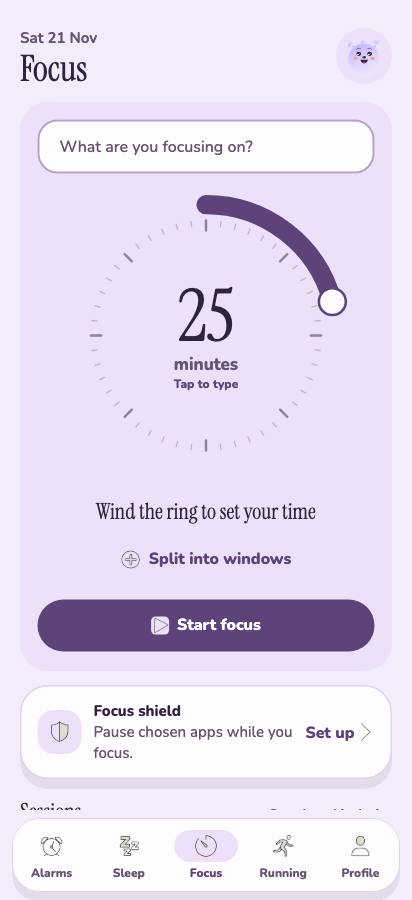 Sat 21 Nov
Focus
What are you focusing on?
25
minutes
Tap to type
Wind the ring to set your time
Split into windows
Start focus
Focus shield
Pause chosen apps while you
focus.
Set up
Sessions
Alarms
Sleep
Focus
Running
Profile